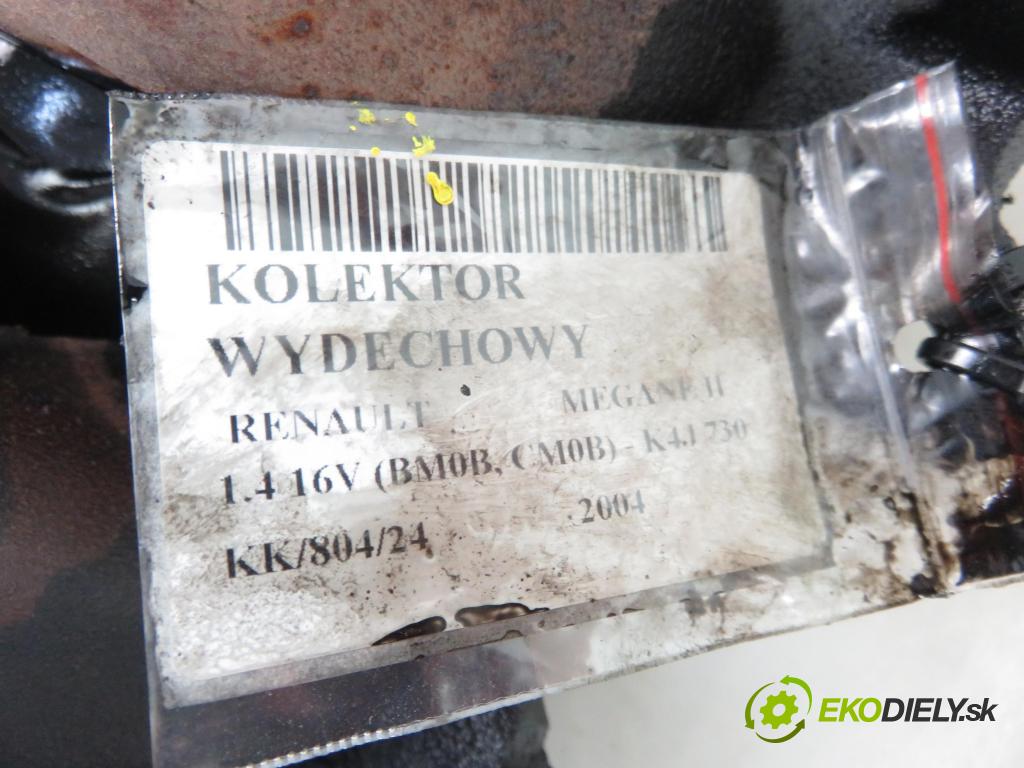 KOLEKTOR
WYDECHOWY
RENAULT MEGANE II
1.4 16V (BM0B, CM0B) - K4J 730
KK/804/24 2004
EKODIELY.sk